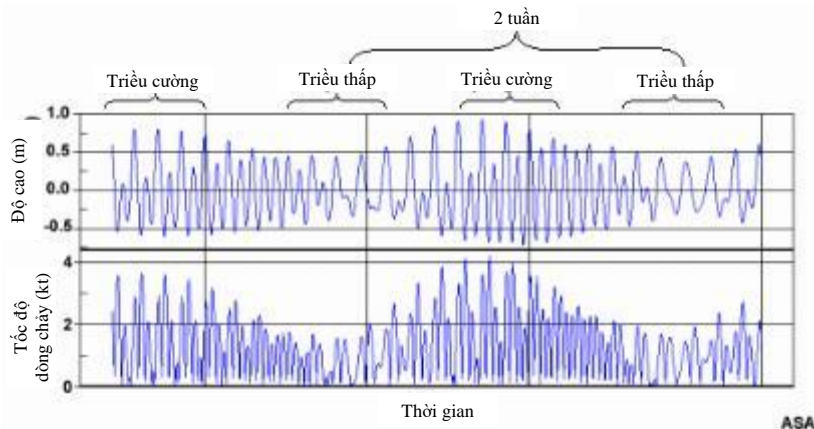 2 tuần
Triều cường
Triều thấp
Triều cường
Triều thấp
Độ cao (m)
1.0
0.5
0.0
-0.5
Tốc độ
dòng chảy (kt)
4
2
0
Thời gian
ASA